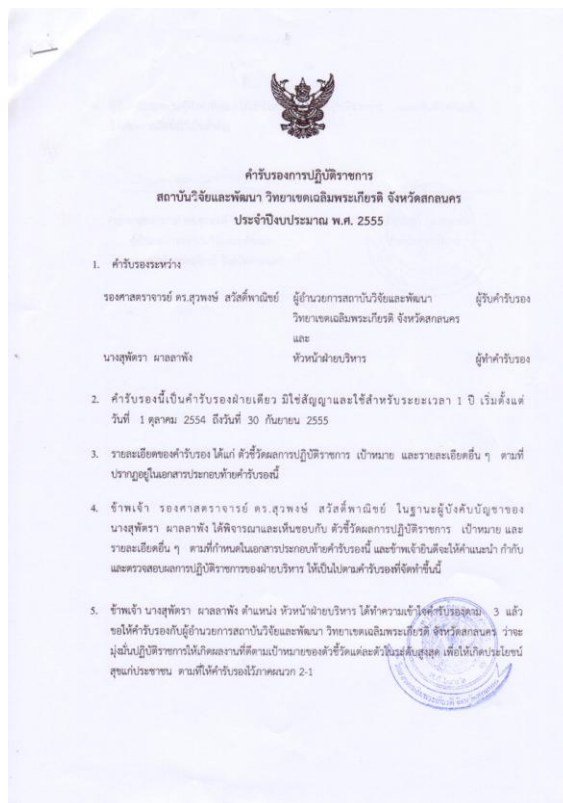 คำรับรองการปฏิบัติราชการ
สถาบันวิจัยและพัฒนา วิทยาเขตเฉลิมพระเกียรติ จังหวัดสกลนคร
ประจำปีงบประมาณ พ.ศ. 2555
1. คำรับรองระหว่าง
รองศาสตราจารย์ ดร.สุวพงษ์ สวัสดิ์พาณิชย์ ผู้อำนวยการสถาบันวิจัยและพัฒนา ผู้รับคำรับรอง
วิทยาเขตเฉลิมพระเกียรติ จังหวัดสกลนคร
และ
นางสุพัตรา ผาลลาพัง หัวหน้าฝ่ายบริหาร ผู้ทำคำรับรอง
2. คำรับรองนี้เป็นคำรับรองฝ่ายเดียว มิใช่สัญญาและใช้สำหรับระยะเวลา 1 ปี เริ่มตั้งแต่
วันที่ 1 ตุลาคม 2554 ถึงวันที่ 30 กันยายน 2555
3. รายละเอียดของคำรับรอง ได้แก่ ตัวชี้วัดผลการปฏิบัติราชการ เป้าหมาย และรายละเอียดอื่น ๆ ตามที่
ปรากฏอยู่ในเอกสารประกอบท้ายคำรับรองนี้
4. ข้าพเจ้า รองศาสตราจารย์ ดร.สุวพงษ์ สวัสดิ์พาณิชย์ ในฐานะผู้บังคับบัญชาของ
นางสุพัตรา ผาลลาพัง ได้พิจารณาและเห็นชอบกับ ตัวชี้วัดผลการปฏิบัติราชการ เป้าหมาย และ
รายละเอียดอื่น ๆ ตามที่กำหนดในเอกสารประกอบท้ายคำรับรองนี้ และข้าพเจ้ายินดีจะให้คำแนะนำ กำกับ
และตรวจสอบผลการปฏิบัติราชการของฝ่ายบริหาร ให้เป็นไปตามคำรับรองที่จัดทำขึ้นนี้
5. ข้าพเจ้า นางสุพัตรา ผาลลาพัง ตำแหน่ง หัวหน้าฝ่ายบริหาร ได้ทำความเข้าใจคำรับรองตาม 3 แล้ว
ขอให้คำรับรองกับผู้อำนวยการสถาบันวิจัยและพัฒนา วิทยาเขตเฉลิมพระเกียรติ จังหวัดสกลนคร ว่าจะ
มุ่งมั่นปฏิบัติราชการให้เกิดผลงานที่ดีตามเป้าหมายของตัวชี้วัดแต่ละตัวในระดับสูงสุด เพื่อให้เกิดประโยชน์
สุขแก่ประชาชน ตามที่ให้คำรับรองไว้ภาคผนวก 2-1